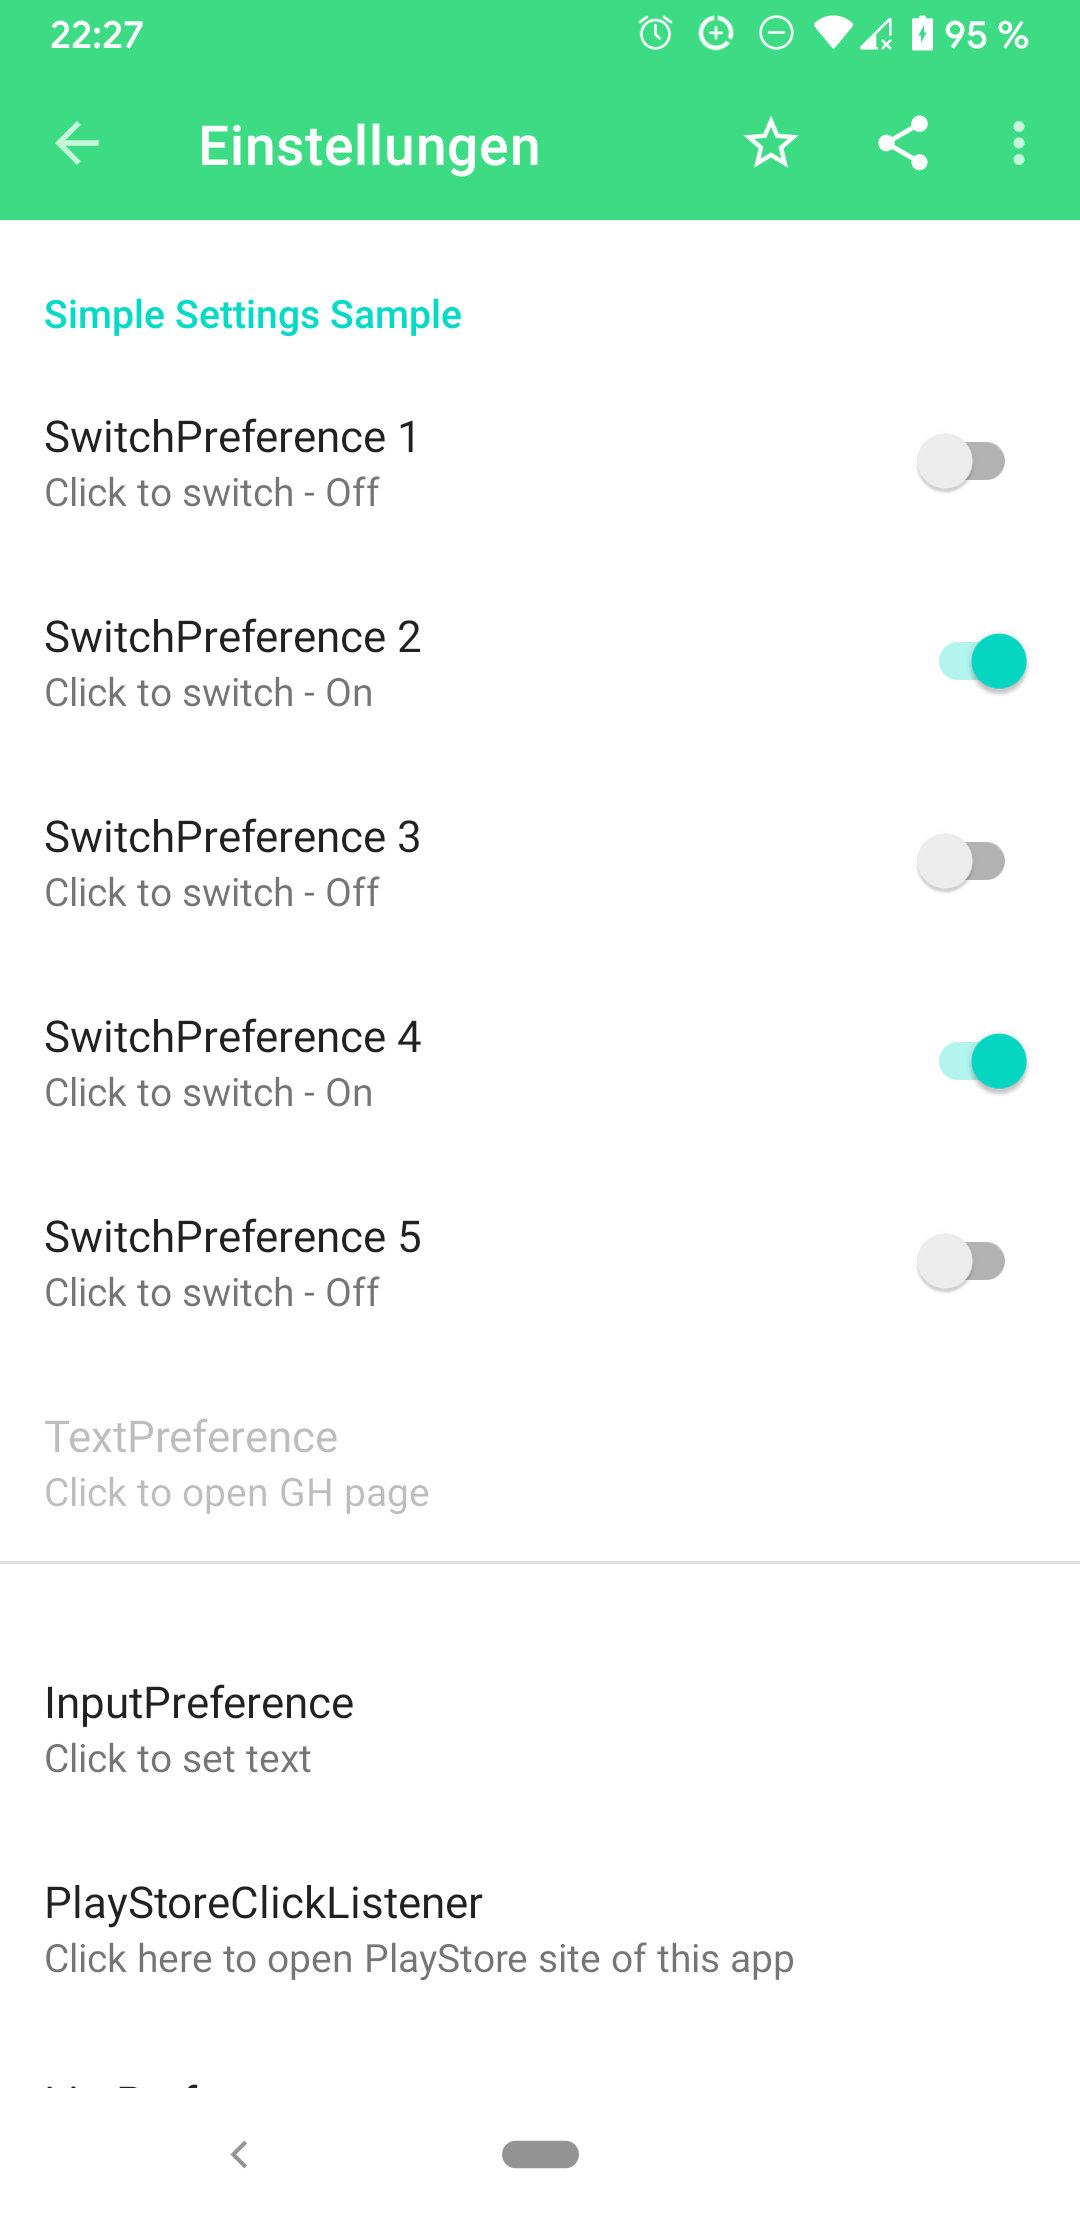 22:27
95 %
Einstellungen
Simple Settings Sample
SwitchPreference 1
Click to switch - Off
SwitchPreference 2
Click to switch - On
SwitchPreference 3
Click to switch - Off
SwitchPreference 4
Click to switch - On
SwitchPreference 5
Click to switch - Off
TextPreference
Click to open GH page
InputPreference
Click to set text
PlayStoreClickListener
Click here to open PlayStore site of this app